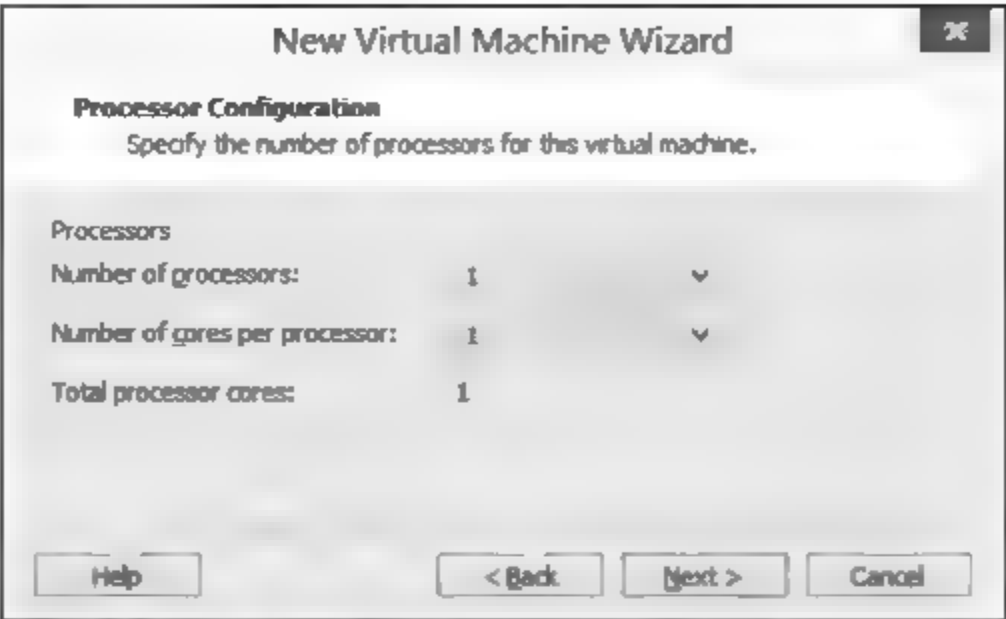 New Virtual Machine Wizard
Processor Configuration
Specify the number of processors for this virtual machine.
Processors
Number of processors: 1
Number of cores per processor: 1
Total processor cores: 1
Help < Back Next > Cancel